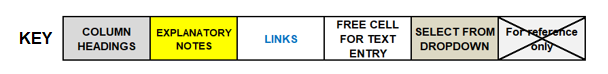 KEY
COLUMN
HEADINGS
EXPLANATORY
NOTES
LINKS
FREE CELL
FOR TEXT
ENTRY
SELECT FROM
DROPDOWN
For reference
only